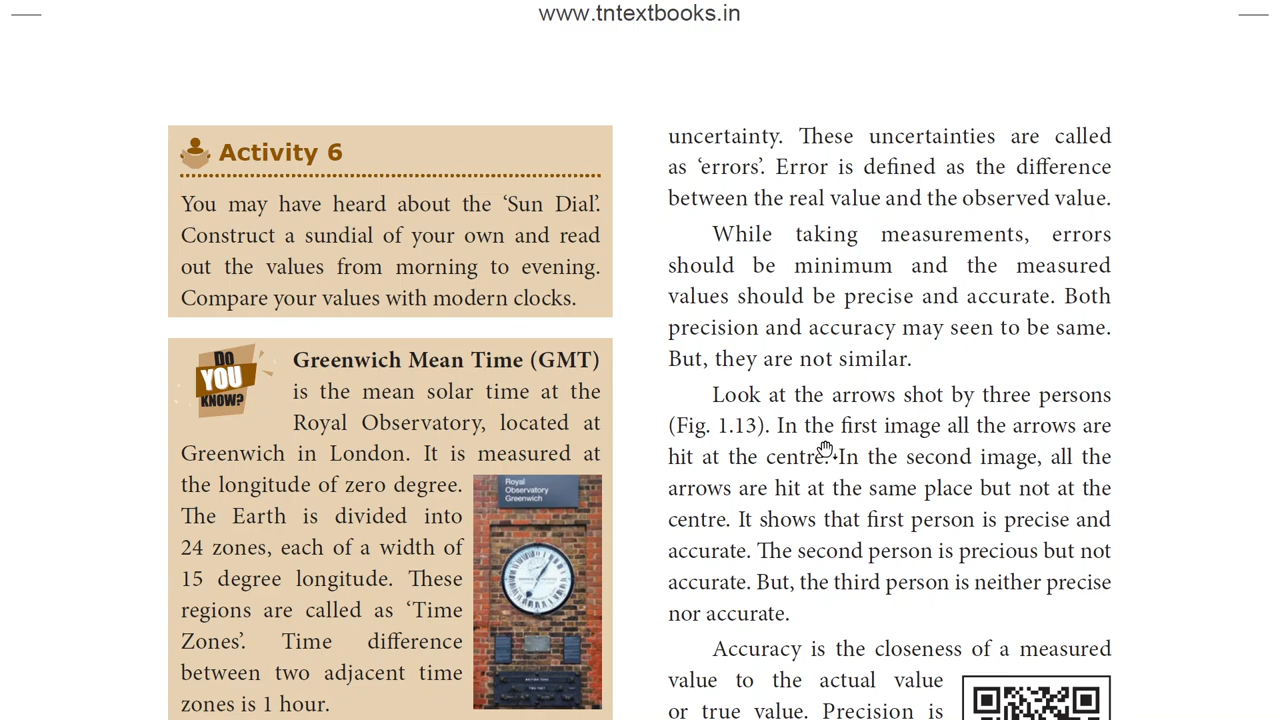 www.tntextbooks.in
Activity 6
You may have heard about the ‘Sun Dial’.
Construct a sundial of your own and read
out the values from morning to evening.
Compare your values with modern clocks.
DO
YOU
KNOW?
Greenwich Mean Time (GMT)
is the mean solar time at the
Royal Observatory, located at
Greenwich in London. It is measured at
the longitude of zero degree.
The Earth is divided into
24 zones, each of a width of
15 degree longitude. These
regions are called as ‘Time
Zones’. Time difference
between two adjacent time
zones is 1 hour.
Royal
Observatory
Greenwich
uncertainty. These uncertainties are called
as ‘errors’. Error is defined as the difference
between the real value and the observed value.
While taking measurements, errors
should be minimum and the measured
values should be precise and accurate. Both
precision and accuracy may seen to be same.
But, they are not similar.
Look at the arrows shot by three persons
(Fig. 1.13). In the first image all the arrows are
hit at the centre. In the second image, all the
arrows are hit at the same place but not at the
centre. It shows that first person is precise and
accurate. The second person is precious but not
accurate. But, the third person is neither precise
nor accurate.
Accuracy is the closeness of a measured
value to the actual value
or true value. Precision is